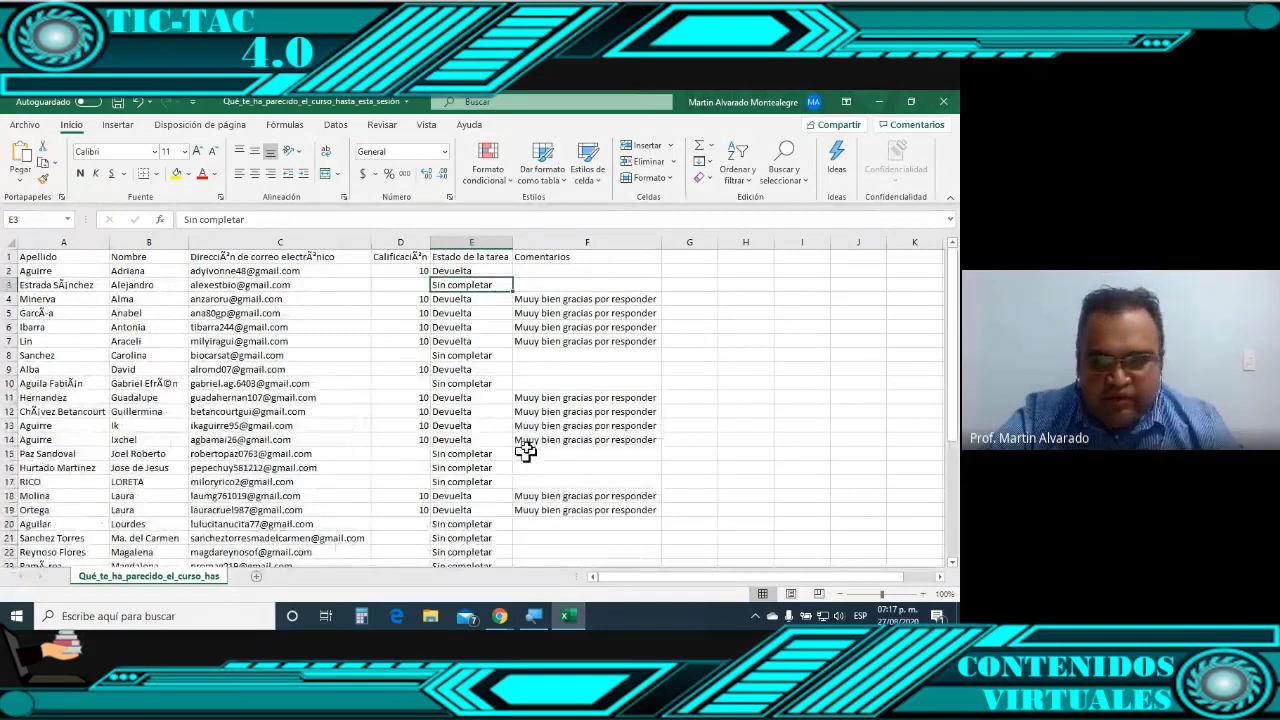 TIC-TAC
4.0
Autoguardado
Qué_te_ha_parecido_el_curso_hasta_esta_sesión
Buscar
Martin Alvarado Montealegre
MA
Archivo Inicio Insertar Disposición de página Fórmulas Datos Revisar Vista Ayuda
Compartir Comentarios
Pegar
Calibri 11
N K S
General
$ % 000
Formato condicional
Dar formato como tabla
Estilos de celda
Insertar
Eliminar
Formato
Ordenar y filtrar
Buscar y seleccionar
Ideas
Confidencialidad
Portapapeles Fuente Alineación Número Estilos Celdas Edición Ideas Confidencialidad
E3 fx Sin completar
A B C D E F G H I J K
1 Apellido Nombre DirecciÃ³n de correo electrÃ³nico CalificaciÃ³n Estado de la tarea Comentarios
2 Aguirre Adriana adyivonne48@gmail.com 10 Devuelta
3 Estrada SÃ¡nchez Alejandro alexestbio@gmail.com Sin completar
4 Minerva Alma anzaroru@gmail.com 10 Devuelta Muuy bien gracias por responder
5 GarcÃ­a Anabel ana80gp@gmail.com 10 Devuelta Muuy bien gracias por responder
6 Ibarra Antonia tibarra244@gmail.com 10 Devuelta Muuy bien gracias por responder
7 Lin Araceli milyiragui@gmail.com 10 Devuelta Muuy bien gracias por responder
8 Sanchez Carolina biocarsat@gmail.com Sin completar
9 Alba David alromd07@gmail.com 10 Devuelta
10 Aguila FabiÃ¡n Gabriel EfrÃ©n gabriel.ag.6403@gmail.com Sin completar
11 Hernandez Guadalupe guadahernan107@gmail.com 10 Devuelta Muuy bien gracias por responder
12 ChÃ¡vez Betancourt Guillermina betancourtgui@gmail.com 10 Devuelta Muuy bien gracias por responder
13 Aguirre Ik ikaguirre95@gmail.com 10 Devuelta Muuy bien gracias por responder
14 Aguirre Ixchel agbamai26@gmail.com 10 Devuelta Muuy bien gracias por responder
15 Paz Sandoval Joel Roberto robertopaz0763@gmail.com Sin completar
16 Hurtado Martinez Jose de Jesus pepechuy581212@gmail.com Sin completar
17 RICO LORETA miloryrico2@gmail.com Sin completar
18 Molina Laura laumg761019@gmail.com 10 Devuelta Muuy bien gracias por responder
19 Ortega Laura lauracruel987@gmail.com 10 Devuelta Muuy bien gracias por responder
20 Aguilar Lourdes lulucitanucita77@gmail.com Sin completar
21 Sanchez Torres Ma. del Carmen sancheztorresmadelcarmen@gmail.com Sin completar
22 Reynoso Flores Magalena magdareynosof@gmail.com Sin completar
Qué_te_ha_parecido_el_curso_has
100%
Escribe aquí para buscar
7
ESP
07:17 p. m.
27/08/2020
1
Prof. Martin Alvarado
CONTENIDOS
VIRTUALES